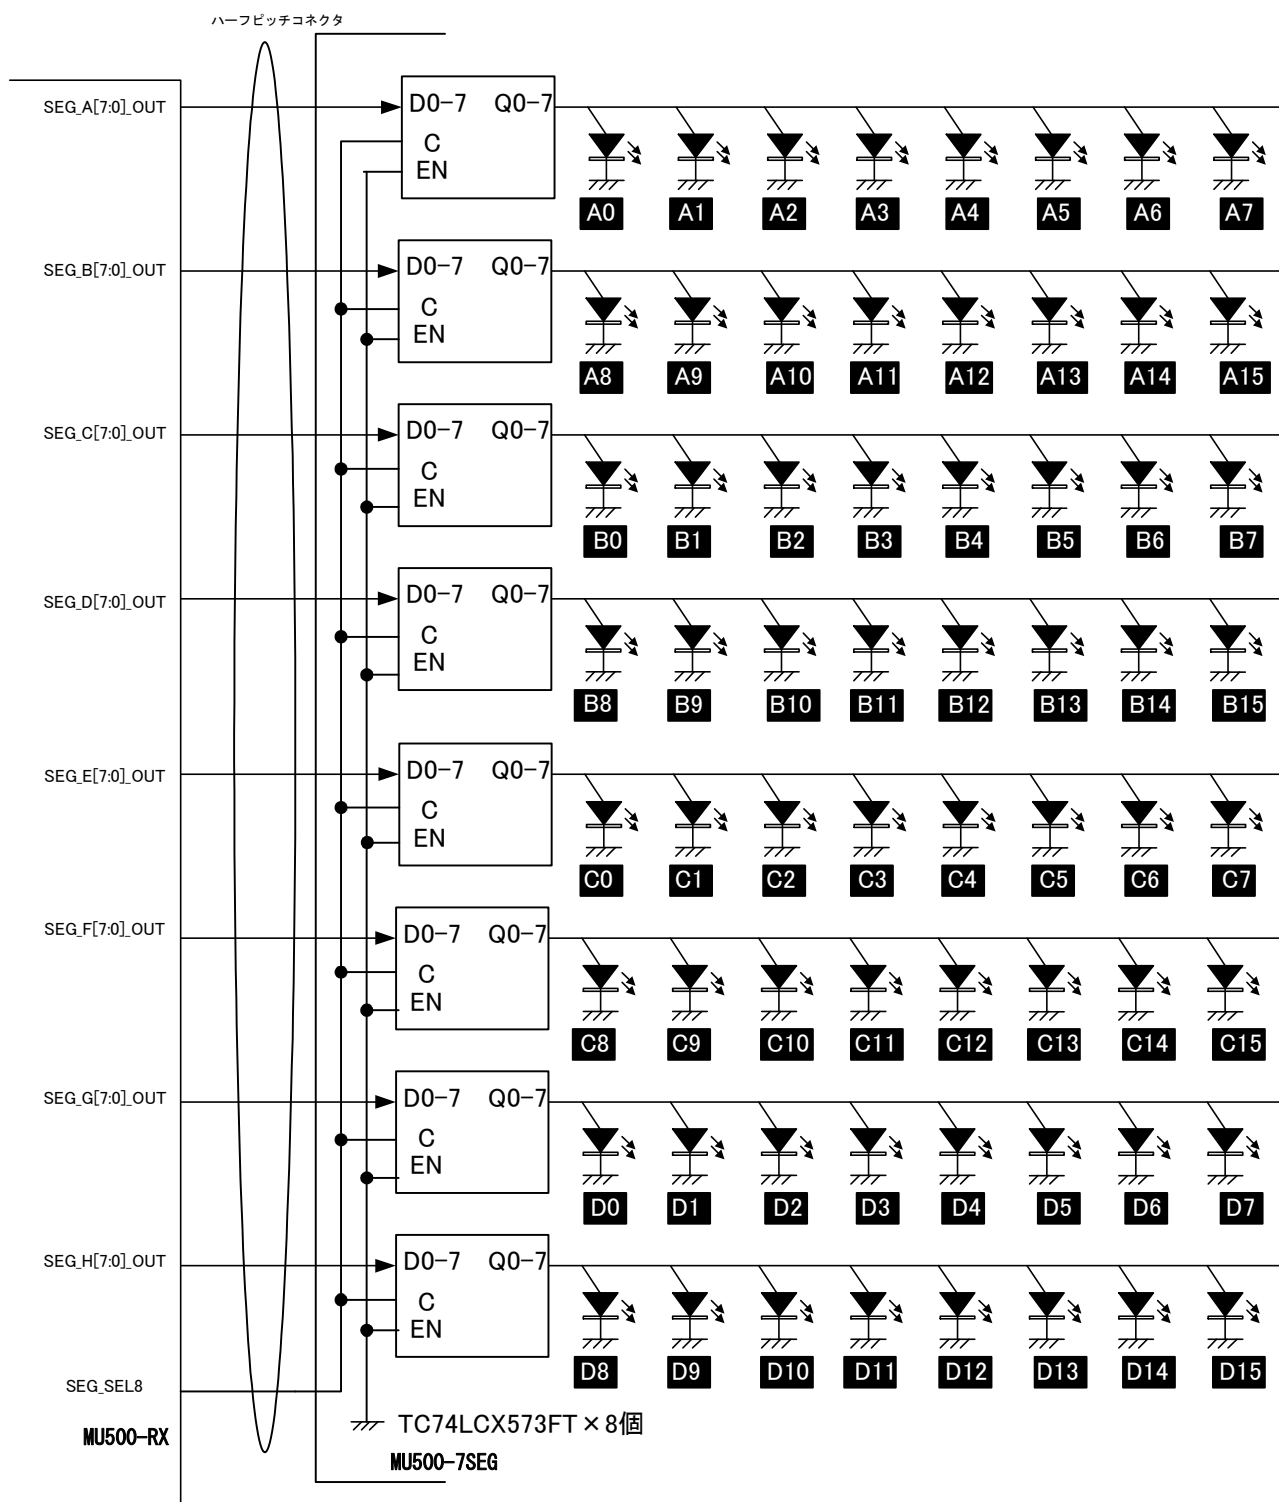 ハーフピッチコネクタ
SEG_A[7:0]_OUT
D0-7 Q0-7
C
EN
A0 A1 A2 A3 A4 A5 A6 A7
SEG_B[7:0]_OUT
D0-7 Q0-7
C
EN
A8 A9 A10 A11 A12 A13 A14 A15
SEG_C[7:0]_OUT
D0-7 Q0-7
C
EN
B0 B1 B2 B3 B4 B5 B6 B7
SEG_D[7:0]_OUT
D0-7 Q0-7
C
EN
B8 B9 B10 B11 B12 B13 B14 B15
SEG_E[7:0]_OUT
D0-7 Q0-7
C
EN
C0 C1 C2 C3 C4 C5 C6 C7
SEG_F[7:0]_OUT
D0-7 Q0-7
C
EN
C8 C9 C10 C11 C12 C13 C14 C15
SEG_G[7:0]_OUT
D0-7 Q0-7
C
EN
D0 D1 D2 D3 D4 D5 D6 D7
SEG_H[7:0]_OUT
D0-7 Q0-7
C
EN
D8 D9 D10 D11 D12 D13 D14 D15
SEG_SEL8
TC74LCX573FT×8個
MU500-RX
MU500-7SEG